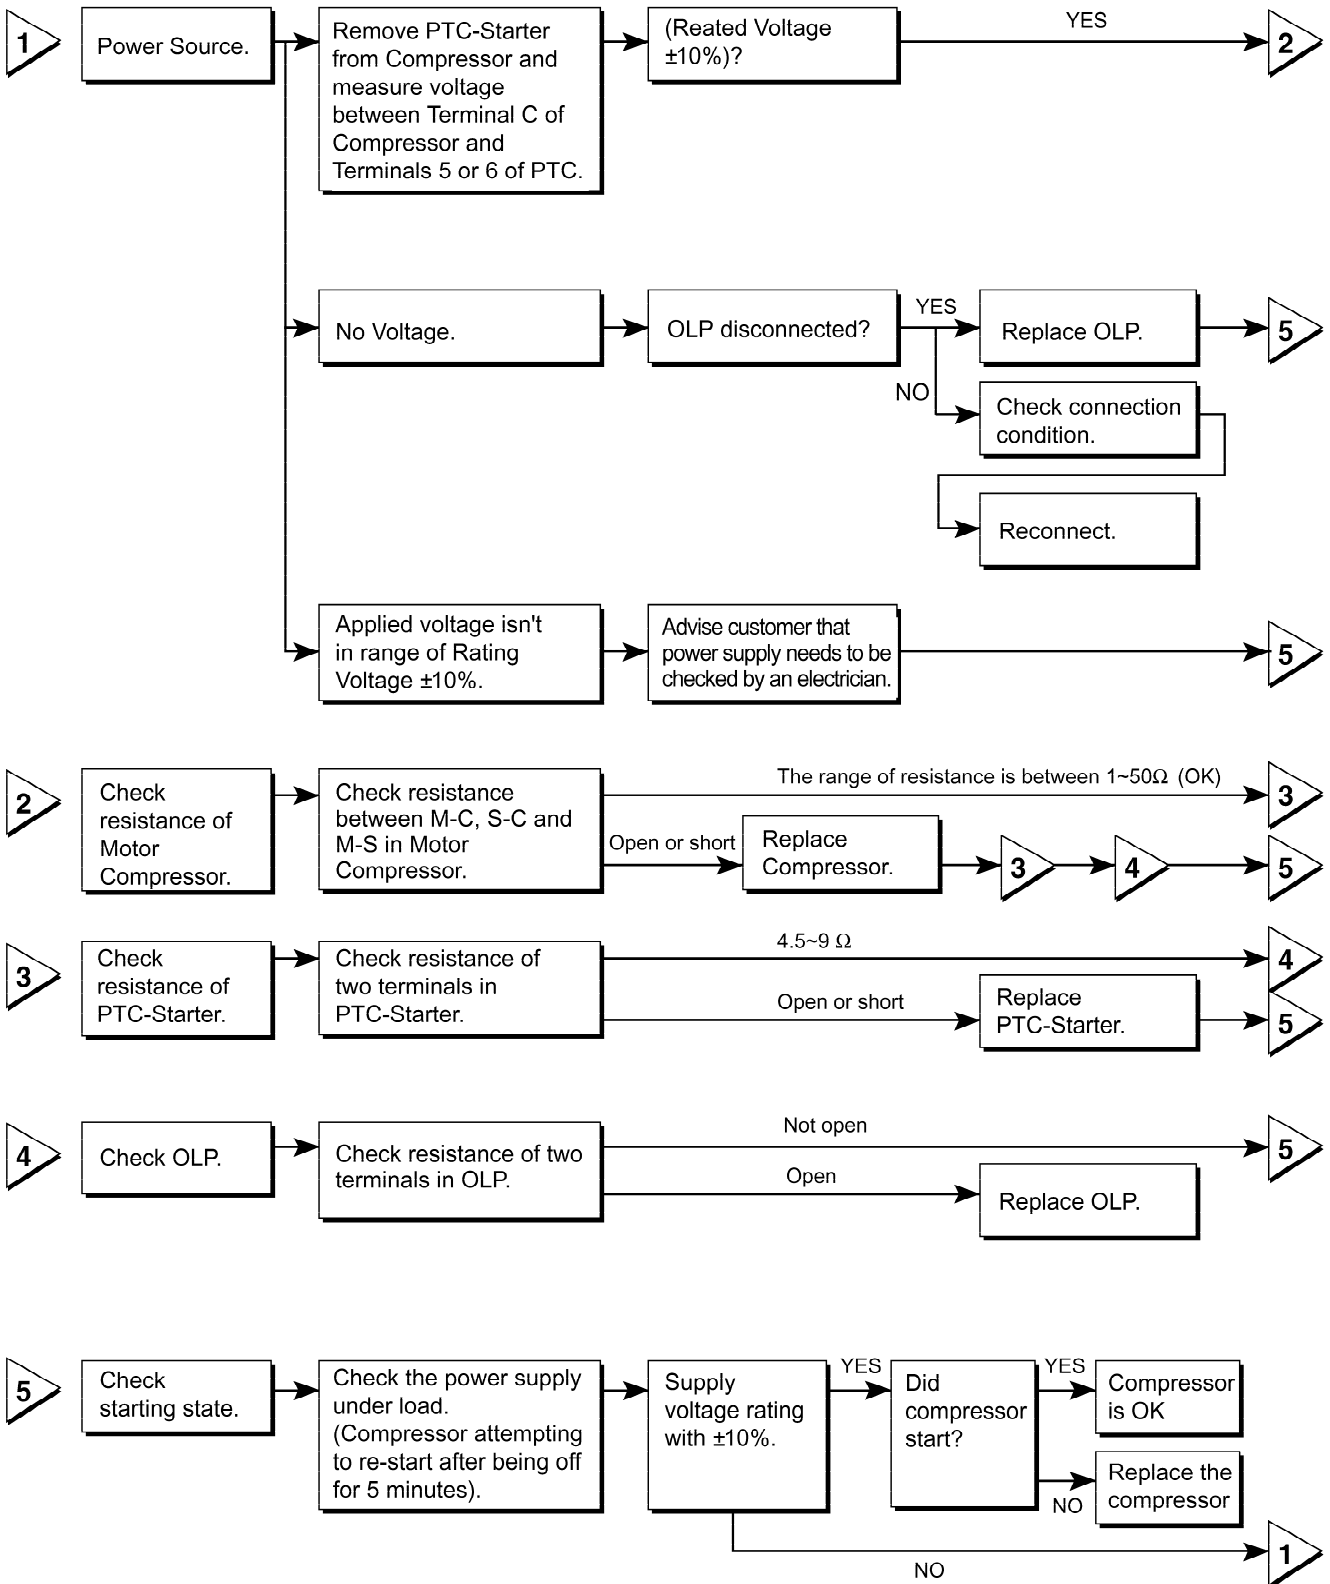 1
Power Source.
Remove PTC-Starter
from Compressor and
measure voltage
between Terminal C of
Compressor and
Terminals 5 or 6 of PTC.
(Reated Voltage
±10%)?
YES
2
No Voltage.
OLP disconnected?
YES
Replace OLP.
5
NO
Check connection
condition.
Reconnect.
Applied voltage isn't
in range of Rating
Voltage ±10%.
Advise customer that
power supply needs to be
checked by an electrician.
5
2
Check
resistance of
Motor
Compressor.
Check resistance
between M-C, S-C and
M-S in Motor
Compressor.
The range of resistance is between 1~50Ω (OK)
3
Open or short
Replace
Compressor.
3
4
5
3
Check
resistance of
PTC-Starter.
Check resistance of
two terminals in
PTC-Starter.
4.5~9 Ω
4
Open or short
Replace
PTC-Starter.
5
4
Check OLP.
Check resistance of two
terminals in OLP.
Not open
5
Open
Replace OLP.
5
Check
starting state.
Check the power supply
under load.
(Compressor attempting
to re-start after being off
for 5 minutes).
Supply
voltage rating
with ±10%.
YES
Did
compressor
start?
YES
Compressor
is OK
NO
Replace the
compressor
NO
1